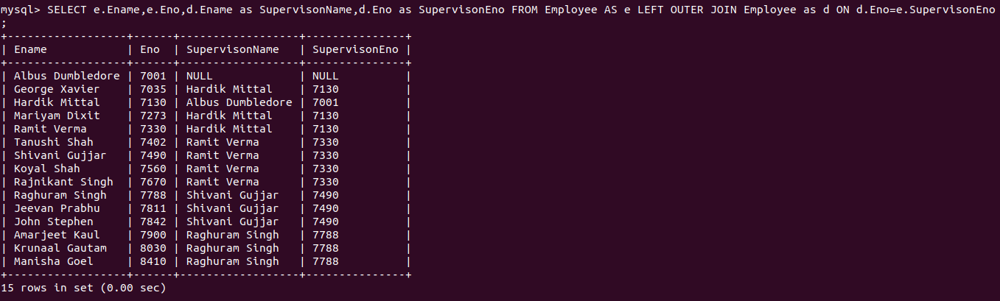 mysql> SELECT e.Ename,e.Eno,d.Ename as SupervisonName,d.Eno as SupervisonEno FROM Employee AS e LEFT OUTER JOIN Employee as d ON d.Eno=e.SupervisonEno
;
+------------------+------+------------------+---------------+
| Ename            | Eno  | SupervisonName   | SupervisonEno |
+------------------+------+------------------+---------------+
| Albus Dumbledore | 7001 | NULL             | NULL          |
| George Xavier    | 7035 | Hardik Mittal    | 7130          |
| Hardik Mittal    | 7130 | Albus Dumbledore | 7001          |
| Mariyam Dixit    | 7273 | Hardik Mittal    | 7130          |
| Ramit Verma      | 7330 | Hardik Mittal    | 7130          |
| Tanushi Shah     | 7402 | Ramit Verma      | 7330          |
| Shivani Gujjar   | 7490 | Ramit Verma      | 7330          |
| Koyal Shah       | 7560 | Ramit Verma      | 7330          |
| Rajnikant Singh  | 7670 | Ramit Verma      | 7330          |
| Raghuram Singh   | 7788 | Shivani Gujjar   | 7490          |
| Jeevan Prabhu    | 7811 | Shivani Gujjar   | 7490          |
| John Stephen     | 7842 | Shivani Gujjar   | 7490          |
| Amarjeet Kaul    | 7900 | Raghuram Singh   | 7788          |
| Krunaal Gautam   | 8030 | Raghuram Singh   | 7788          |
| Manisha Goel     | 8410 | Raghuram Singh   | 7788          |
+------------------+------+------------------+---------------+
15 rows in set (0.00 sec)